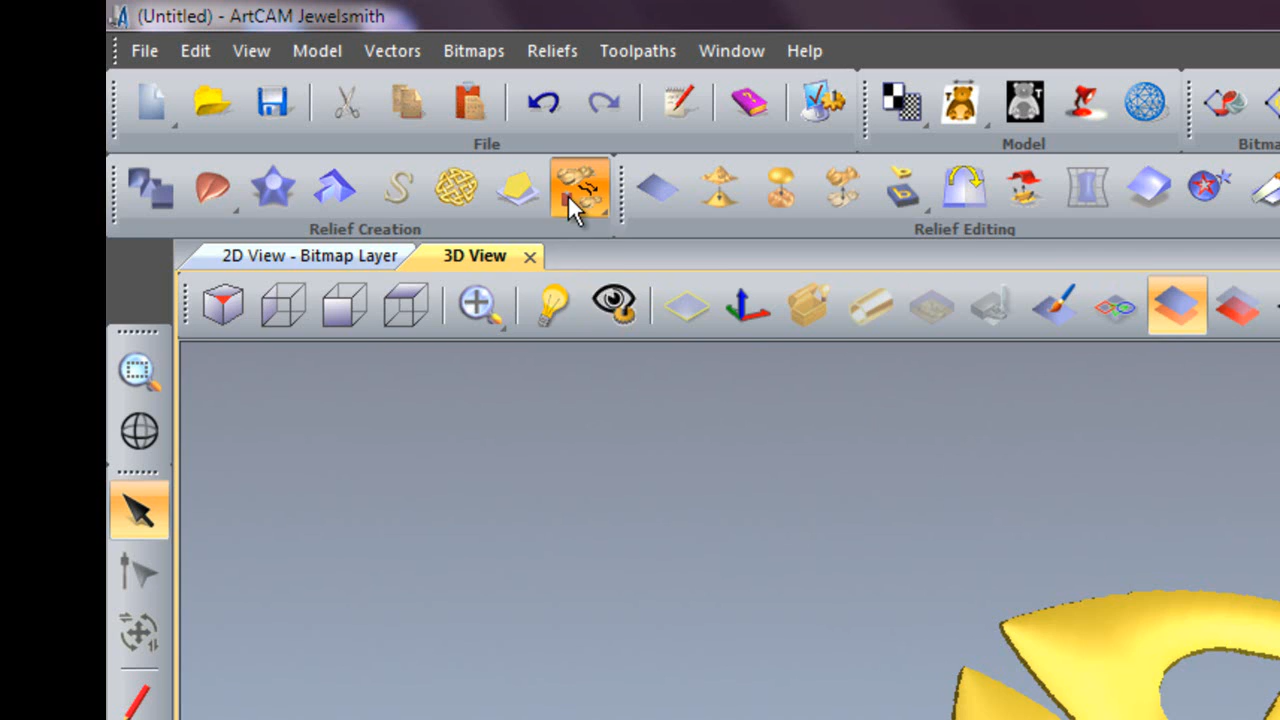 (Untitled) - ArtCAM Jewelsmith
File Edit View Model Vectors Bitmaps Reliefs Toolpaths Window Help
File Model Bitma
Relief Creation Relief Editing
2D View - Bitmap Layer 3D View